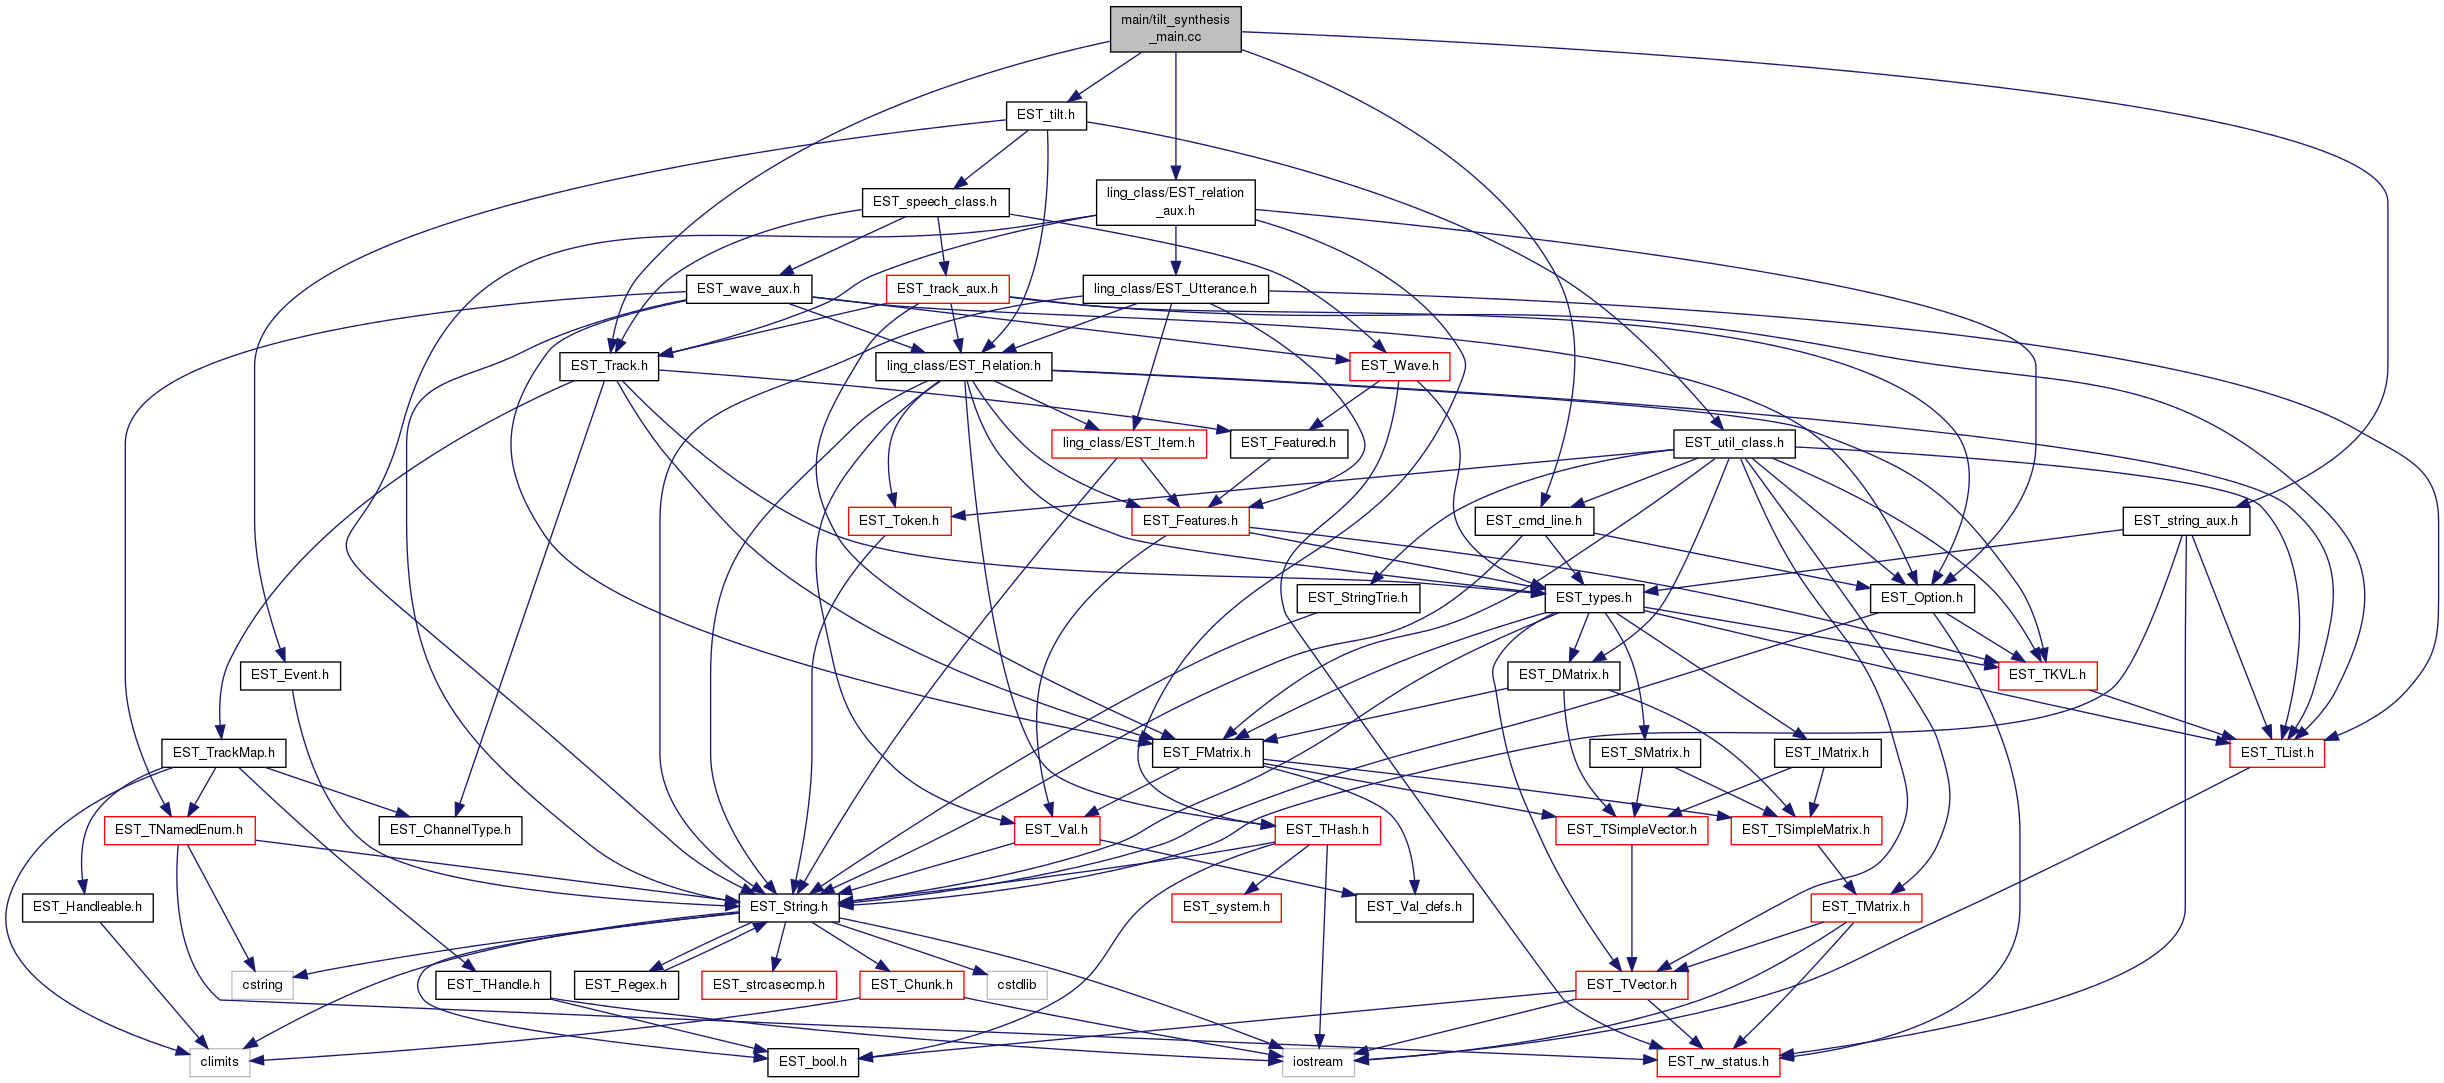 main/tilt_synthesis
_main.cc
EST_tilt.h
EST_speech_class.h
ling_class/EST_relation
_aux.h
EST_wave_aux.h
EST_track_aux.h
ling_class/EST_Utterance.h
EST_Track.h
ling_class/EST_Relation.h
EST_Wave.h
ling_class/EST_Item.h
EST_Featured.h
EST_util_class.h
EST_Token.h
EST_Features.h
EST_cmd_line.h
EST_string_aux.h
EST_StringTrie.h
EST_types.h
EST_Option.h
EST_Event.h
EST_DMatrix.h
EST_TKVL.h
EST_TrackMap.h
EST_FMatrix.h
EST_SMatrix.h
EST_IMatrix.h
EST_TList.h
EST_TNamedEnum.h
EST_ChannelType.h
EST_Val.h
EST_THash.h
EST_TSimpleVector.h
EST_TSimpleMatrix.h
EST_Handleable.h
EST_String.h
EST_system.h
EST_Val_defs.h
EST_TMatrix.h
cstring
EST_THandle.h
EST_Regex.h
EST_strcasecmp.h
EST_Chunk.h
cstdlib
EST_TVector.h
climits
EST_bool.h
iostream
EST_rw_status.h